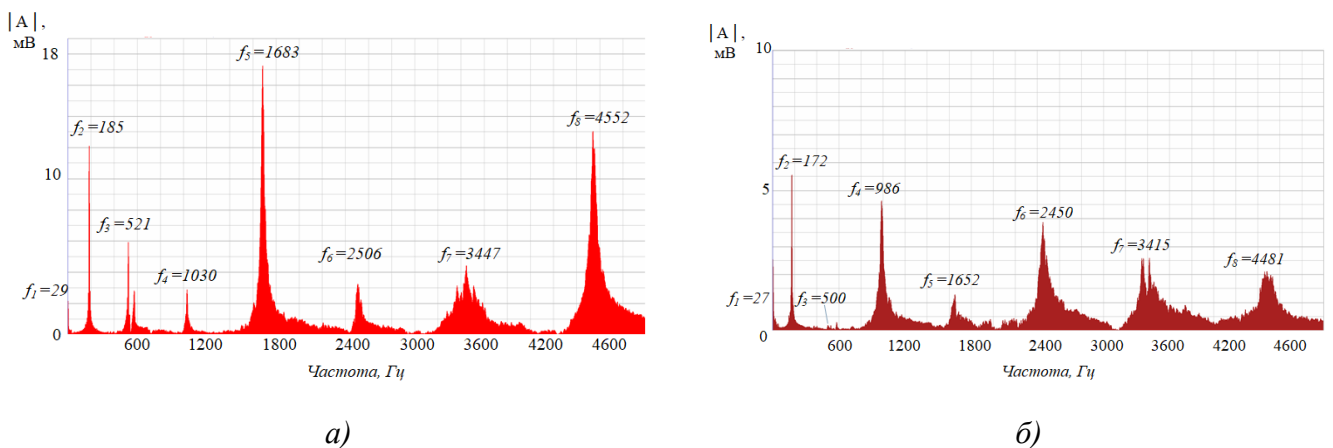 |A|,
мВ
18
10
0
f₁=29
f₂=185
f₃=521
f₄=1030
f₅=1683
f₆=2506
f₇=3447
f₈=4552
600 1200 1800 2400 3000 3600 4200 4600
Частота, Гц
а)
|A|,
мВ
10
5
0
f₁=27
f₂=172
f₃=500
f₄=986
f₅=1652
f₆=2450
f₇=3415
f₈=4481
600 1200 1800 2400 3000 3600 4200 4600
Частота, Гц
б)